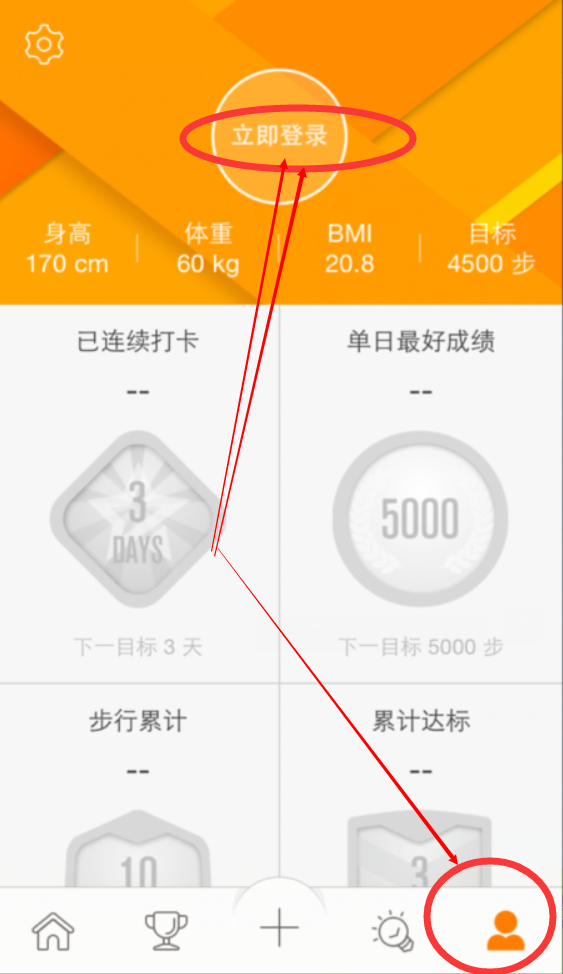 立即登录
身高 体重 BMI 目标
170 cm 60 kg 20.8 4500 步
已连续打卡 单日最好成绩
-- --
3 5000
DAYS
下一目标 3 天 下一目标 5000 步
步行累计 累计达标
-- --
10 3